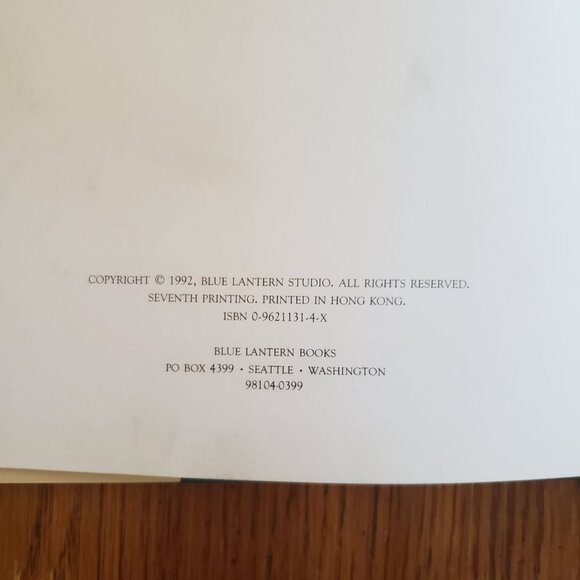 COPYRIGHT © 1992, BLUE LANTERN STUDIO. ALL RIGHTS RESERVED.
SEVENTH PRINTING. PRINTED IN HONG KONG.
ISBN 0-9621131-4-X
BLUE LANTERN BOOKS
PO BOX 4399 • SEATTLE • WASHINGTON
98104-0399